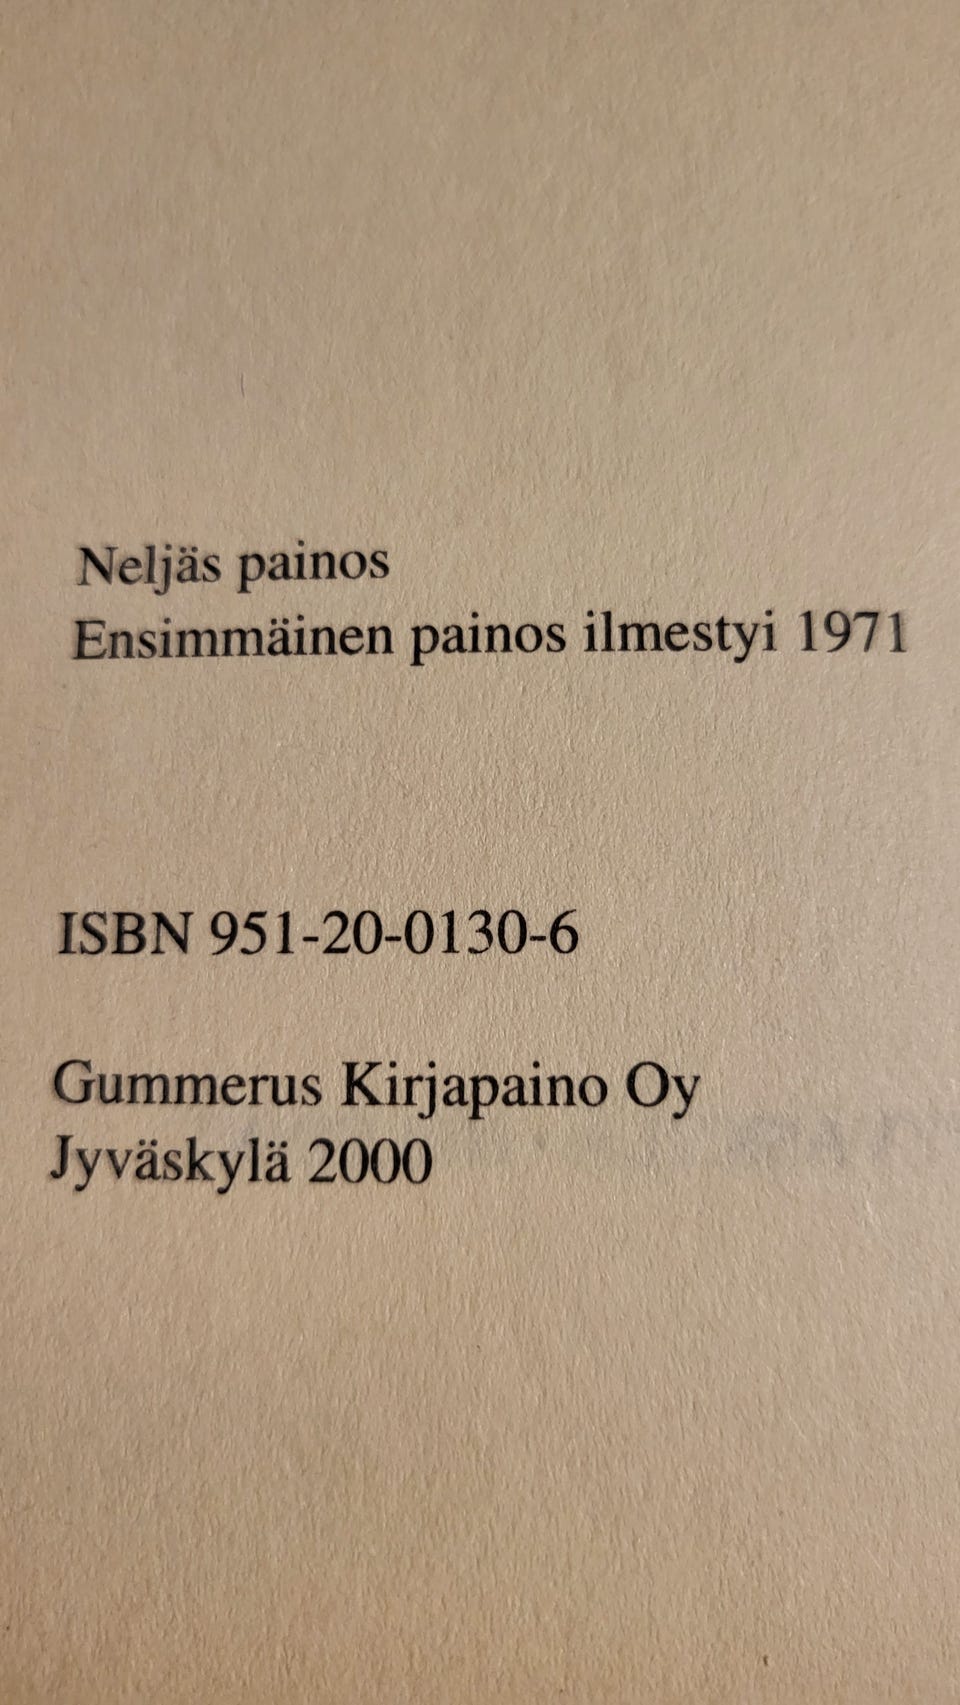 Neljäs painos
Ensimmäinen painos ilmestyi 1971
ISBN 951-20-0130-6
Gummerus Kirjapaino Oy
Jyväskylä 2000